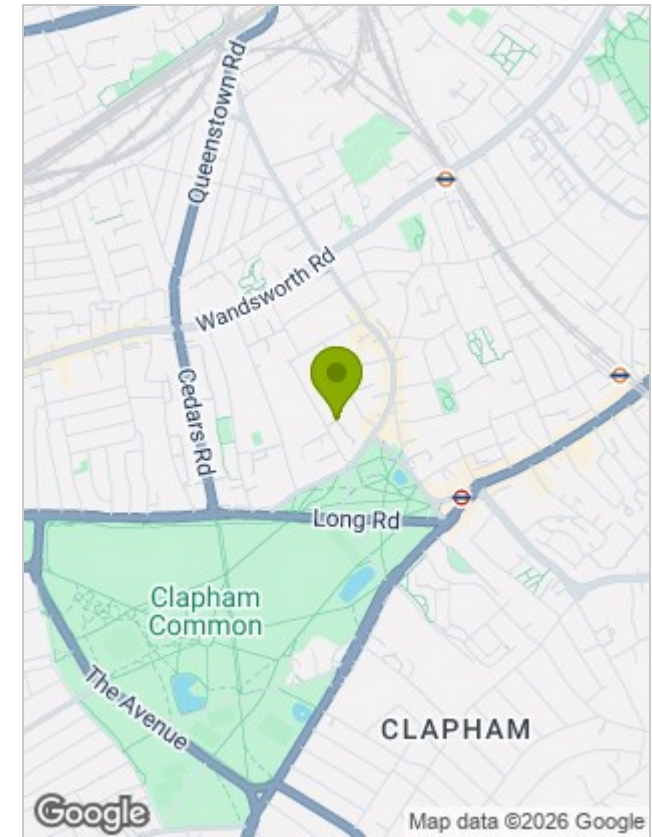 Queenstown Rd
Wandsworth Rd
Cedars Rd
Long Rd
Clapham
Common
The Avenue
CLAPHAM
Google
Map data ©2026 Google